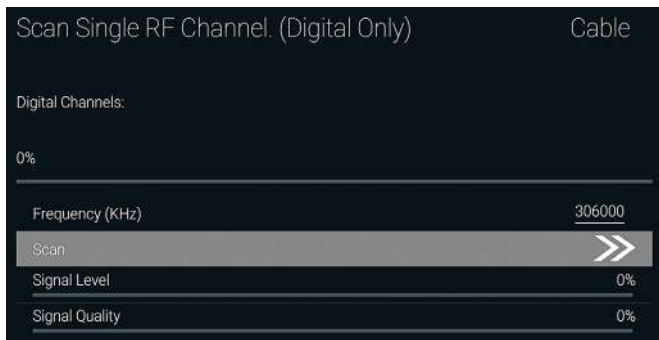 Scan Single RF Channel. (Digital Only) Cable
Digital Channels:
0%
Frequency (KHz) 306000
Scan
Signal Level 0%
Signal Quality 0%